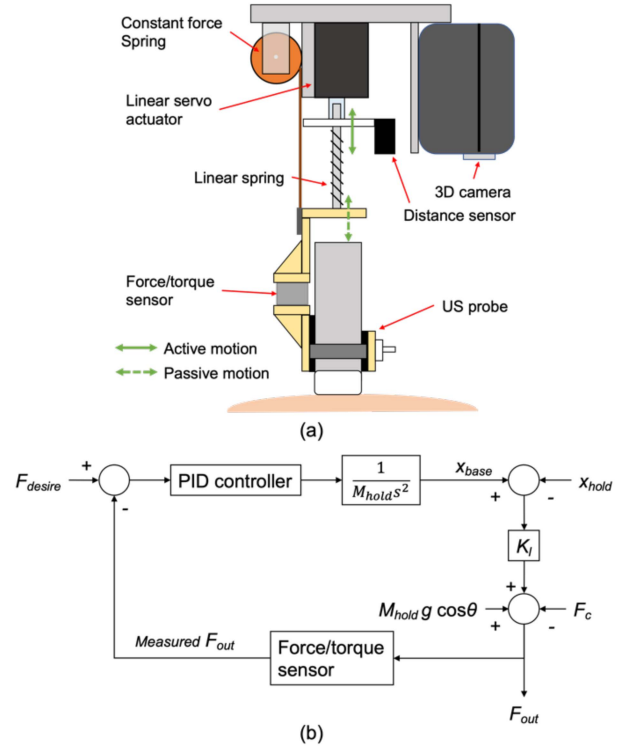 Constant force
Spring
Linear servo
actuator
Linear spring
3D camera
Distance sensor
Force/torque
sensor
US probe
Active motion
Passive motion
(a)
F_desire
+
-
PID controller
1
M_hold s²
x_base
+
-
x_hold
K_l
+
M_hold g cosθ
+
-
F_c
Measured F_out
Force/torque
sensor
F_out
(b)